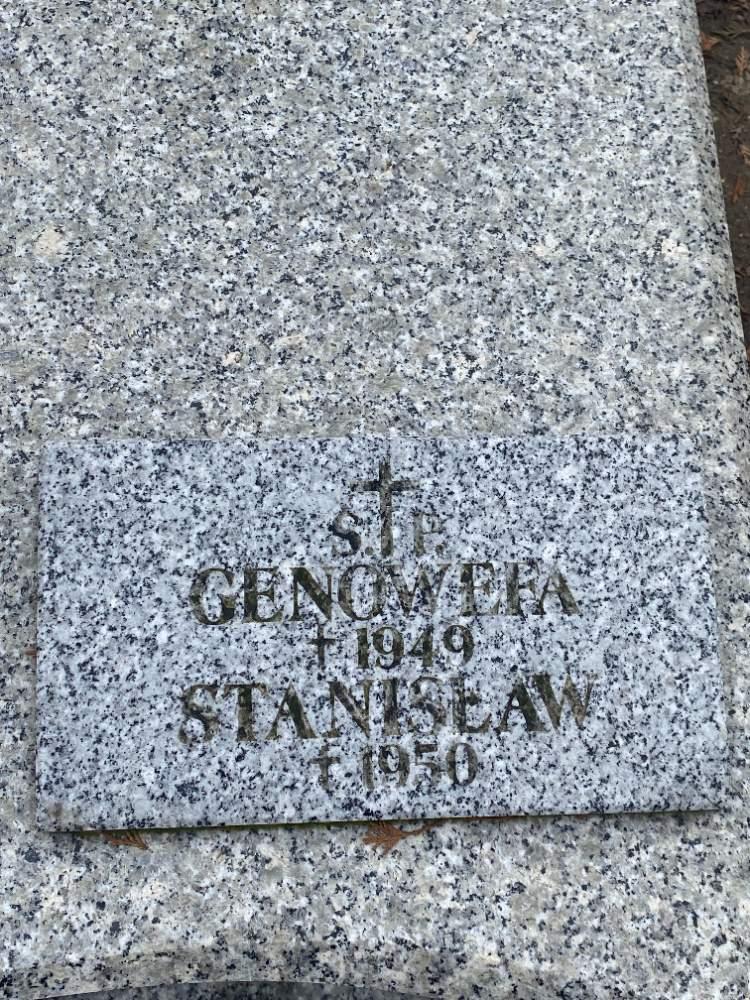 S.†P.
GENOWEFA
† 1949
STANISŁAW
† 1950